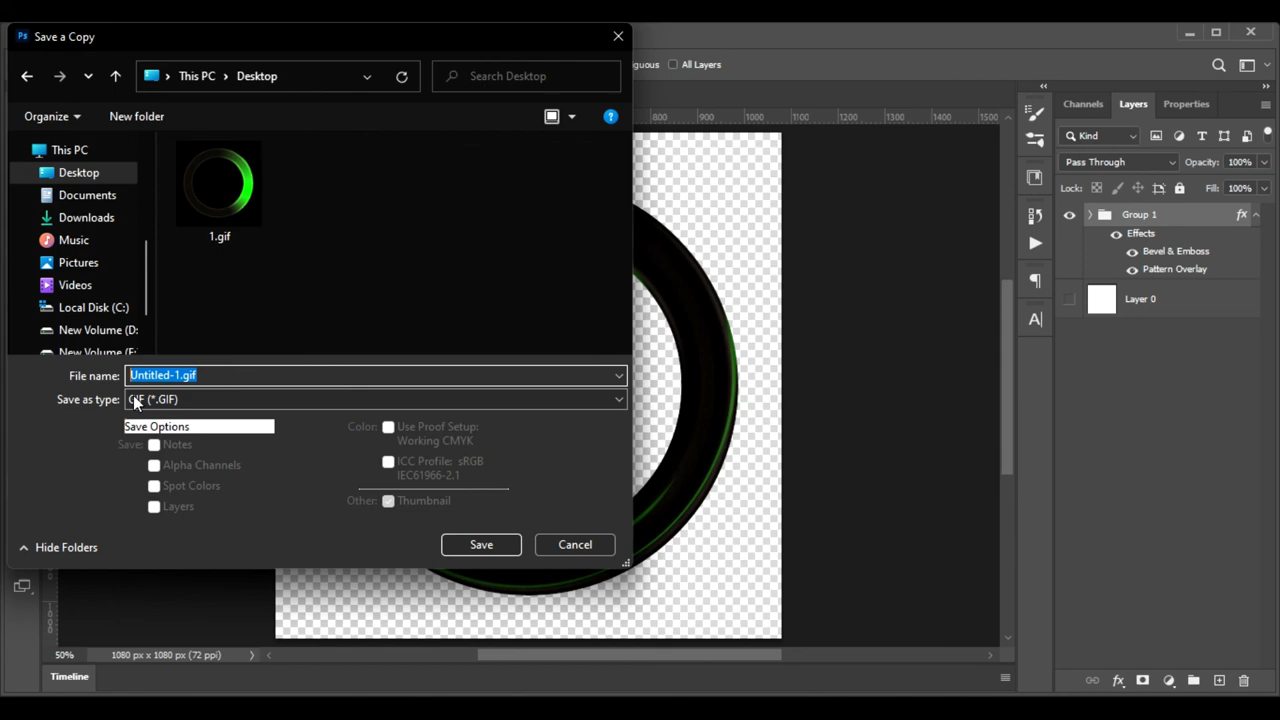 Ps Save a Copy
This PC > Desktop
Search Desktop
Organize
New folder
This PC
Desktop
Documents
Downloads
Music
Pictures
Videos
Local Disk (C:)
New Volume (D:
New Volume (E:
1.gif
File name: Untitled-1.gif
Save as type: GIF (*.GIF)
Save Options
Save: Notes
Alpha Channels
Spot Colors
Layers
Color: Use Proof Setup:
Working CMYK
ICC Profile: sRGB
IEC61966-2.1
Other: Thumbnail
Hide Folders
Save
Cancel
guous All Layers
800 900 1000 1100 1200 1300 1400 1500
Channels Layers Properties
Kind
Pass Through Opacity: 100%
Lock: Fill: 100%
Group 1 fx
Effects
Bevel & Emboss
Pattern Overlay
Layer 0
50% 1080 px x 1080 px (72 ppi)
Timeline